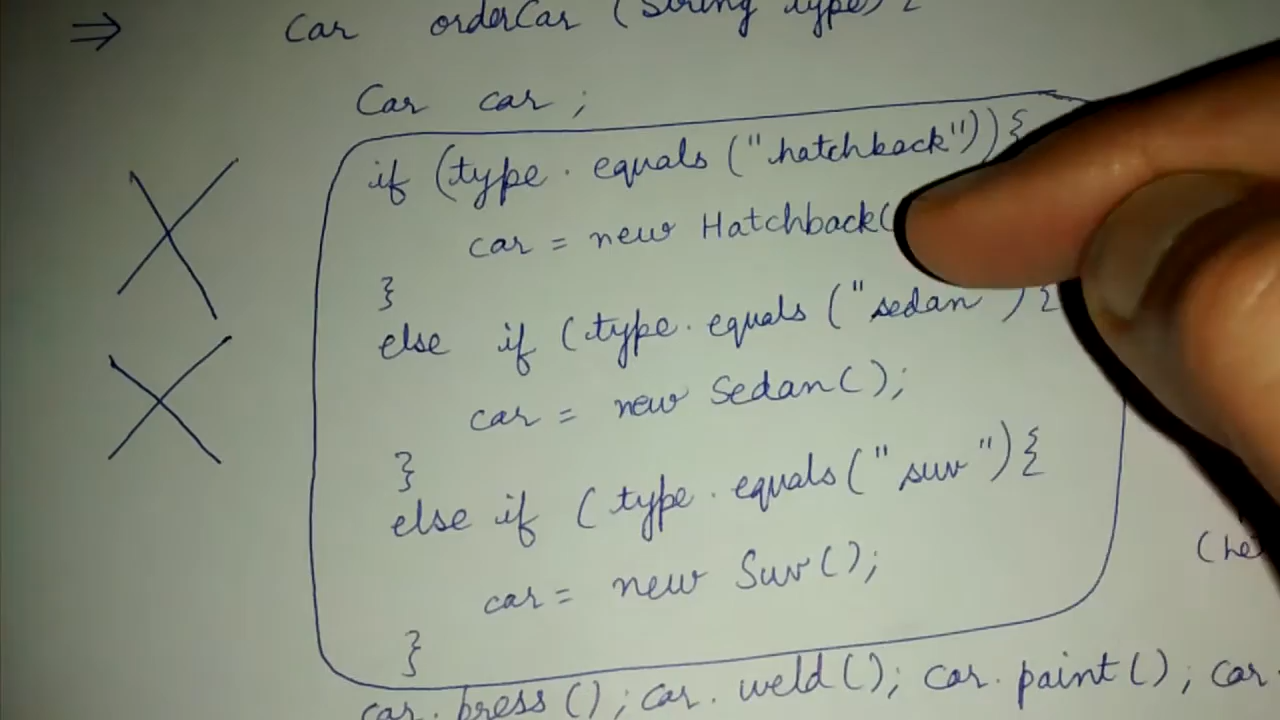 ⇒ Car orderCar (String type) {
Car car ;
if (type . equals ("hatchback")){
car = new Hatchback(
}
else if (type. equals ("sedan ) {
car = new Sedan();
}
else if (type . equals("suv"){
car = new Suv();
}
(he
car.press(); car. weld(); car.paint(); car.